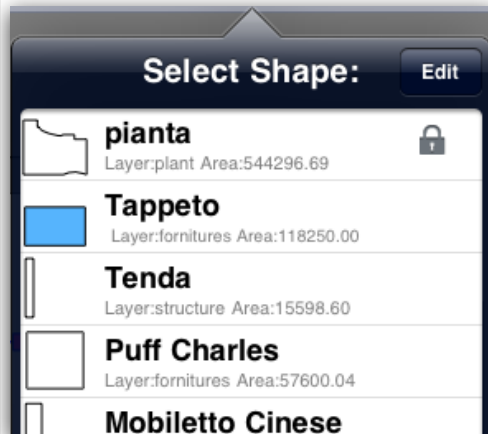 Select Shape:
Edit
pianta
Layer:plant Area:544296.69
Tappeto
Layer:fornitures Area:118250.00
Tenda
Layer:structure Area:15598.60
Puff Charles
Layer:fornitures Area:57600.04
Mobiletto Cinese